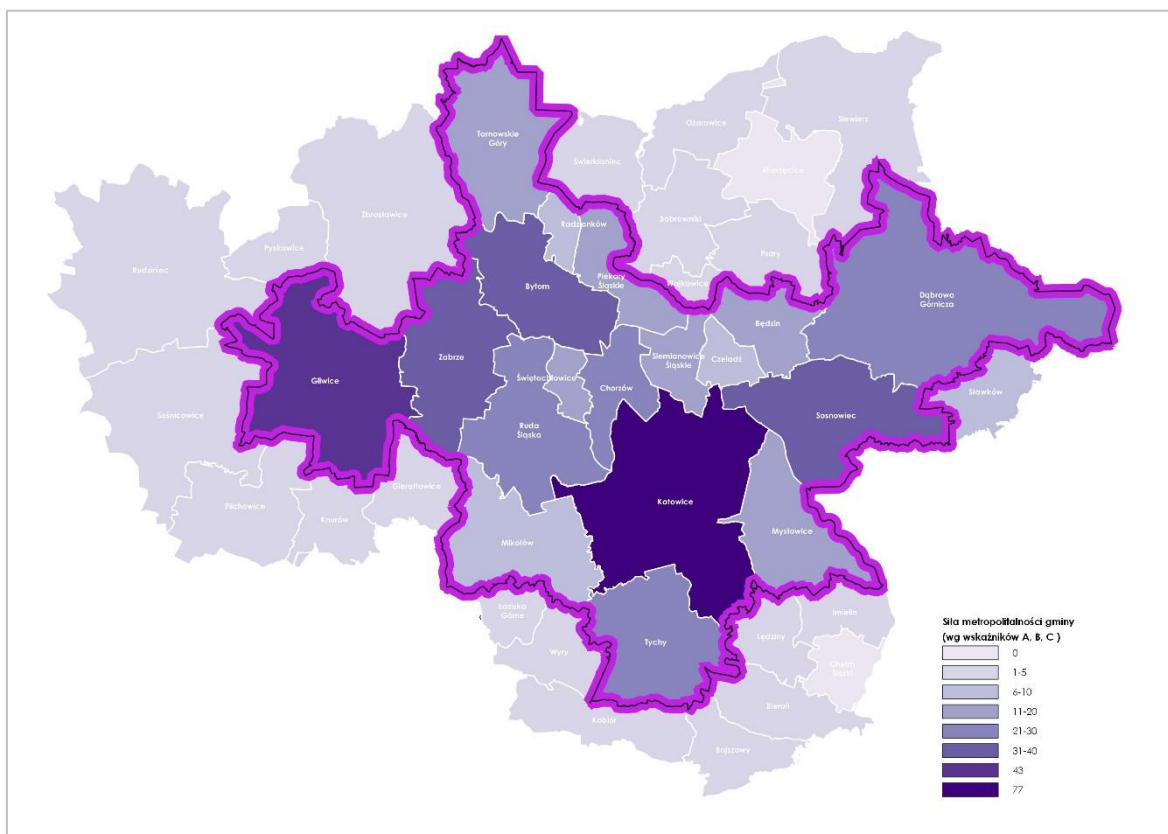 Tarnowskie
Góry
Świerklaniec
Ożarowice
Siewierz
Mierzęcice
Zbrosławice
Radzionków
Bobrowniki
Pyskowice
Rudziniec
Psary
Piekary
Śląskie
Wojkowice
Bytom
Dąbrowa
Górnicza
Będzin
Zabrze
Siemianowice
Śląskie
Czeladź
Gliwice
Świętochłowice
Chorzów
Sławków
Sośnicowice
Sosnowiec
Ruda
Śląska
Gierałtowice
Pilchowice
Knurów
Katowice
Mysłowice
Mikołów
Łaziska
Górne
Imielin
Lędziny
Tychy
Wyry
Chełm
Śląski
Bieruń
Kobiór
Bojszowy
Siła metropolitalności gminy
(wg wskaźników A, B, C )
0
1-5
6-10
11-20
21-30
31-40
43
77